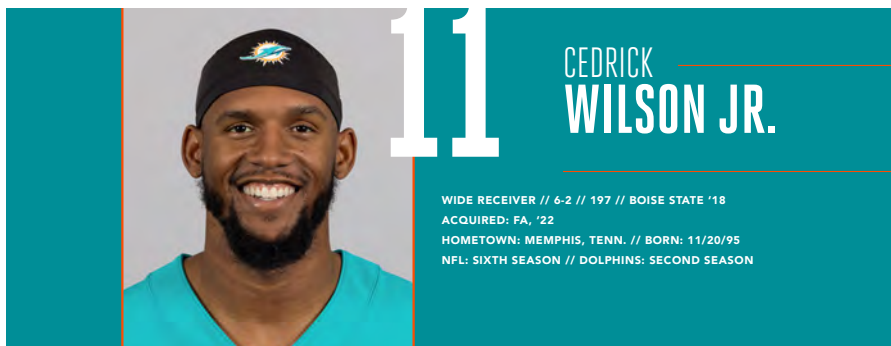 11
CEDRICK
WILSON JR.
WIDE RECEIVER // 6-2 // 197 // BOISE STATE ‘18
ACQUIRED: FA, ‘22
HOMETOWN: MEMPHIS, TENN. // BORN: 11/20/95
NFL: SIXTH SEASON // DOLPHINS: SECOND SEASON